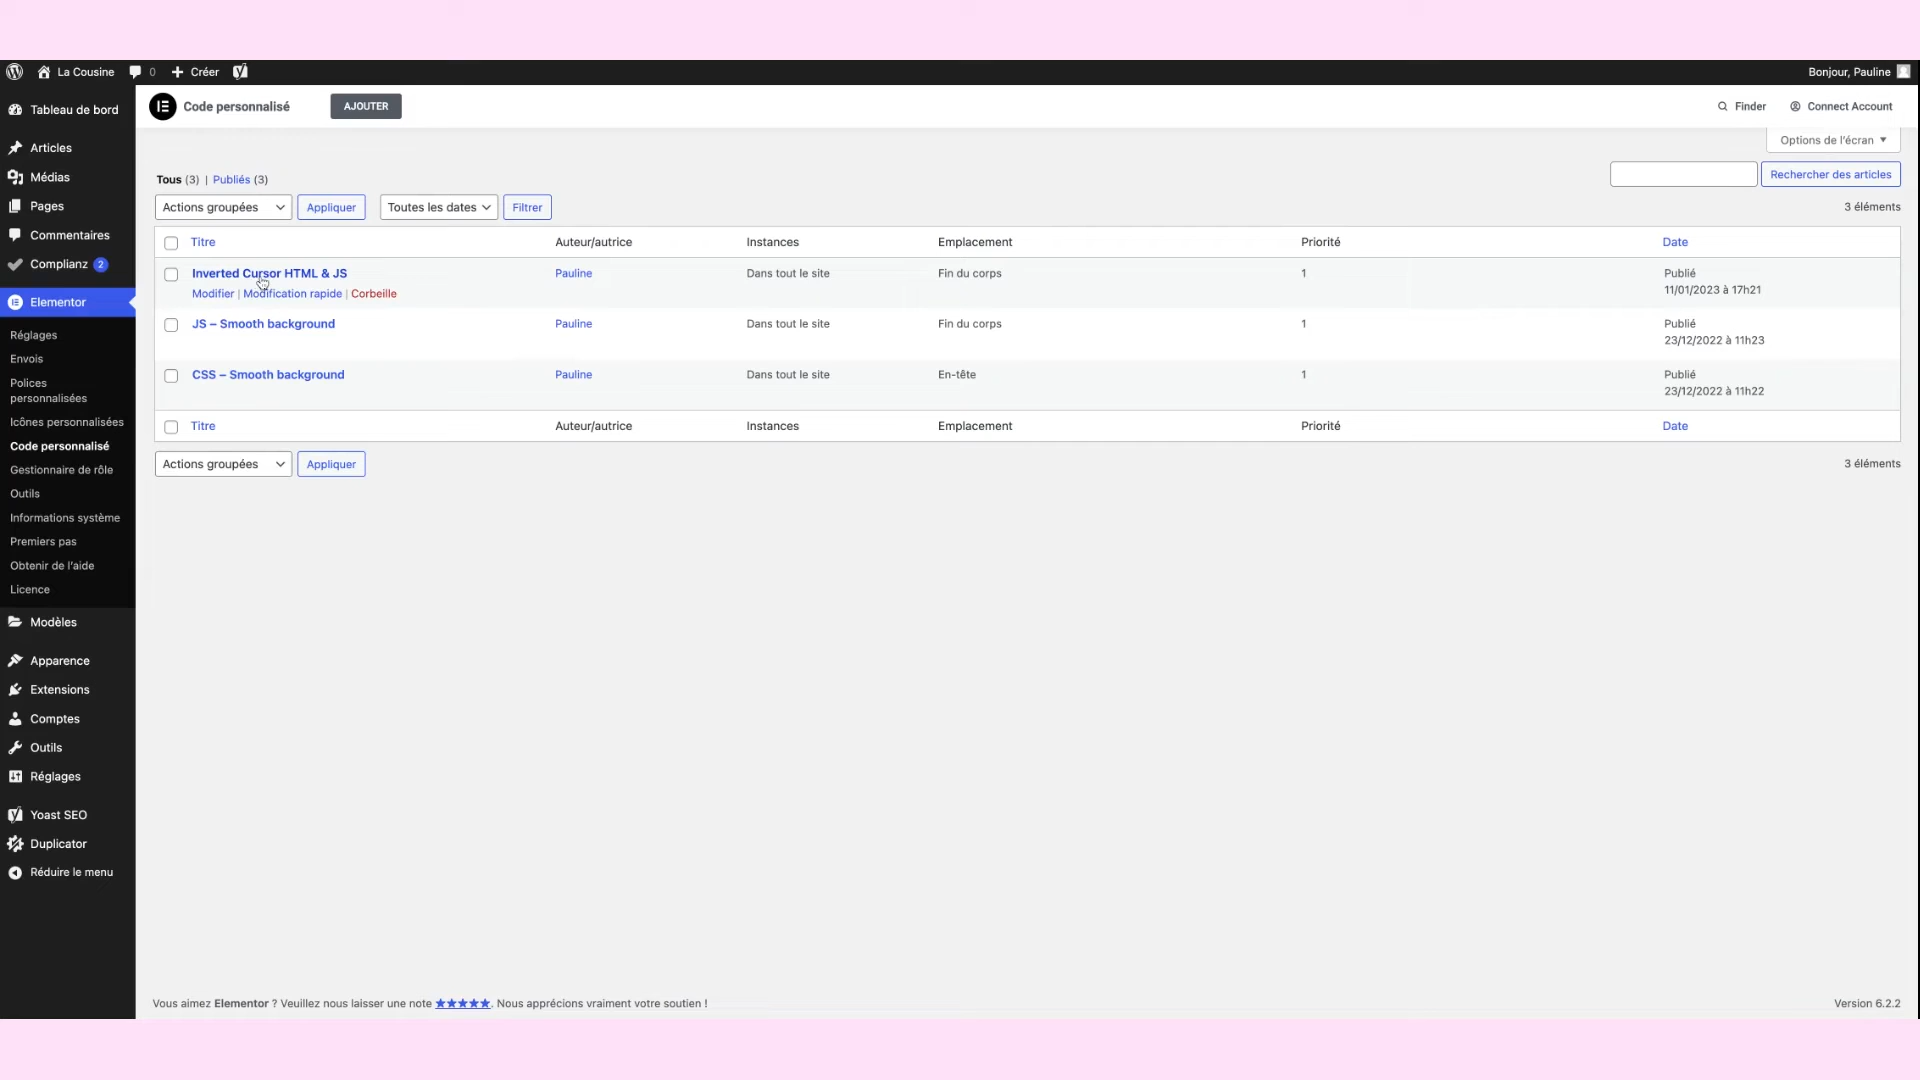 La Cousine 0 Créer Bonjour, Pauline
Tableau de bord
Articles
Médias
Pages
Commentaires
Complianz 2
Elementor
Réglages
Envois
Polices
personnalisées
Icônes personnalisées
Code personnalisé
Gestionnaire de rôle
Outils
Informations système
Premiers pas
Obtenir de l'aide
Licence
Modèles
Apparence
Extensions
Comptes
Outils
Réglages
Yoast SEO
Duplicator
Réduire le menu
Code personnalisé AJOUTER Finder Connect Account
Options de l'écran ▼
Tous (3) | Publiés (3) Rechercher des articles
Actions groupées Appliquer Toutes les dates Filtrer 3 éléments
Titre Auteur/autrice Instances Emplacement Priorité Date
Inverted Cursor HTML & JS Pauline Dans tout le site Fin du corps 1 Publié
Modifier | Modification rapide | Corbeille 11/01/2023 à 17h21
JS – Smooth background Pauline Dans tout le site Fin du corps 1 Publié
23/12/2022 à 11h23
CSS – Smooth background Pauline Dans tout le site En-tête 1 Publié
23/12/2022 à 11h22
Titre Auteur/autrice Instances Emplacement Priorité Date
Actions groupées Appliquer 3 éléments
Vous aimez Elementor ? Veuillez nous laisser une note ★★★★★. Nous apprécions vraiment votre soutien ! Version 6.2.2